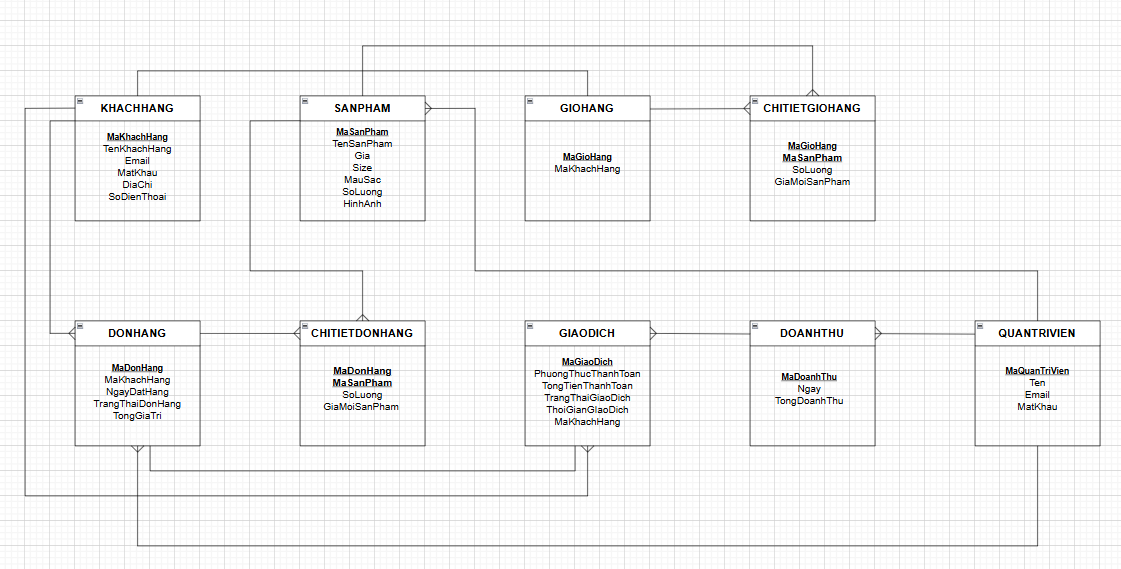 KHACHHANG
MaKhachHang
TenKhachHang
Email
MatKhau
DiaChi
SoDienThoai
SANPHAM
MaSanPham
TenSanPham
Gia
Size
MauSac
SoLuong
HinhAnh
GIOHANG
MaGioHang
MaKhachHang
CHITIETGIOHANG
MaGioHang
MaSanPham
SoLuong
GiaMoiSanPham
DONHANG
MaDonHang
MaKhachHang
NgayDatHang
TrangThaiDonHang
TongGiaTri
CHITIETDONHANG
MaDonHang
MaSanPham
SoLuong
GiaMoiSanPham
GIAODICH
MaGiaoDich
PhuongThucThanhToan
TongTienThanhToan
TrangThaiGiaoDich
ThoiGianGIaoDich
MaKhachHang
DOANHTHU
MaDoanhThu
Ngay
TongDoanhThu
QUANTRIVIEN
MaQuanTriVien
Ten
Email
MatKhau